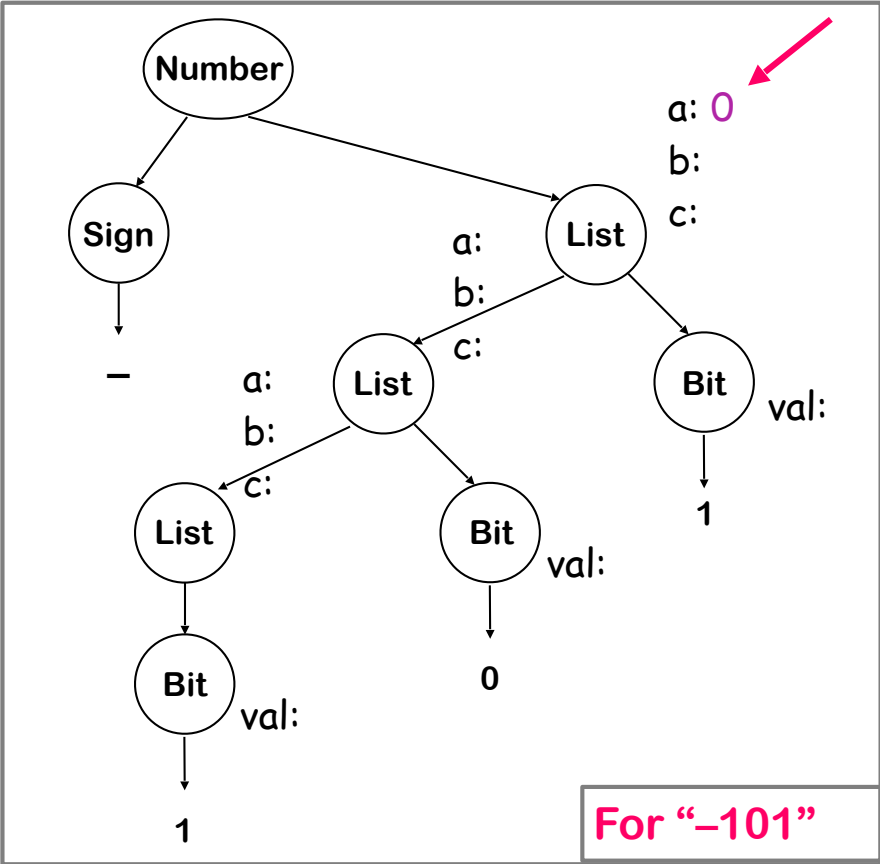 Number
a: 0
b:
c:
Sign
List
a:
b:
c:
–
List
Bit
val:
a:
b:
c:
1
List
Bit
val:
0
Bit
val:
1
For “–101”